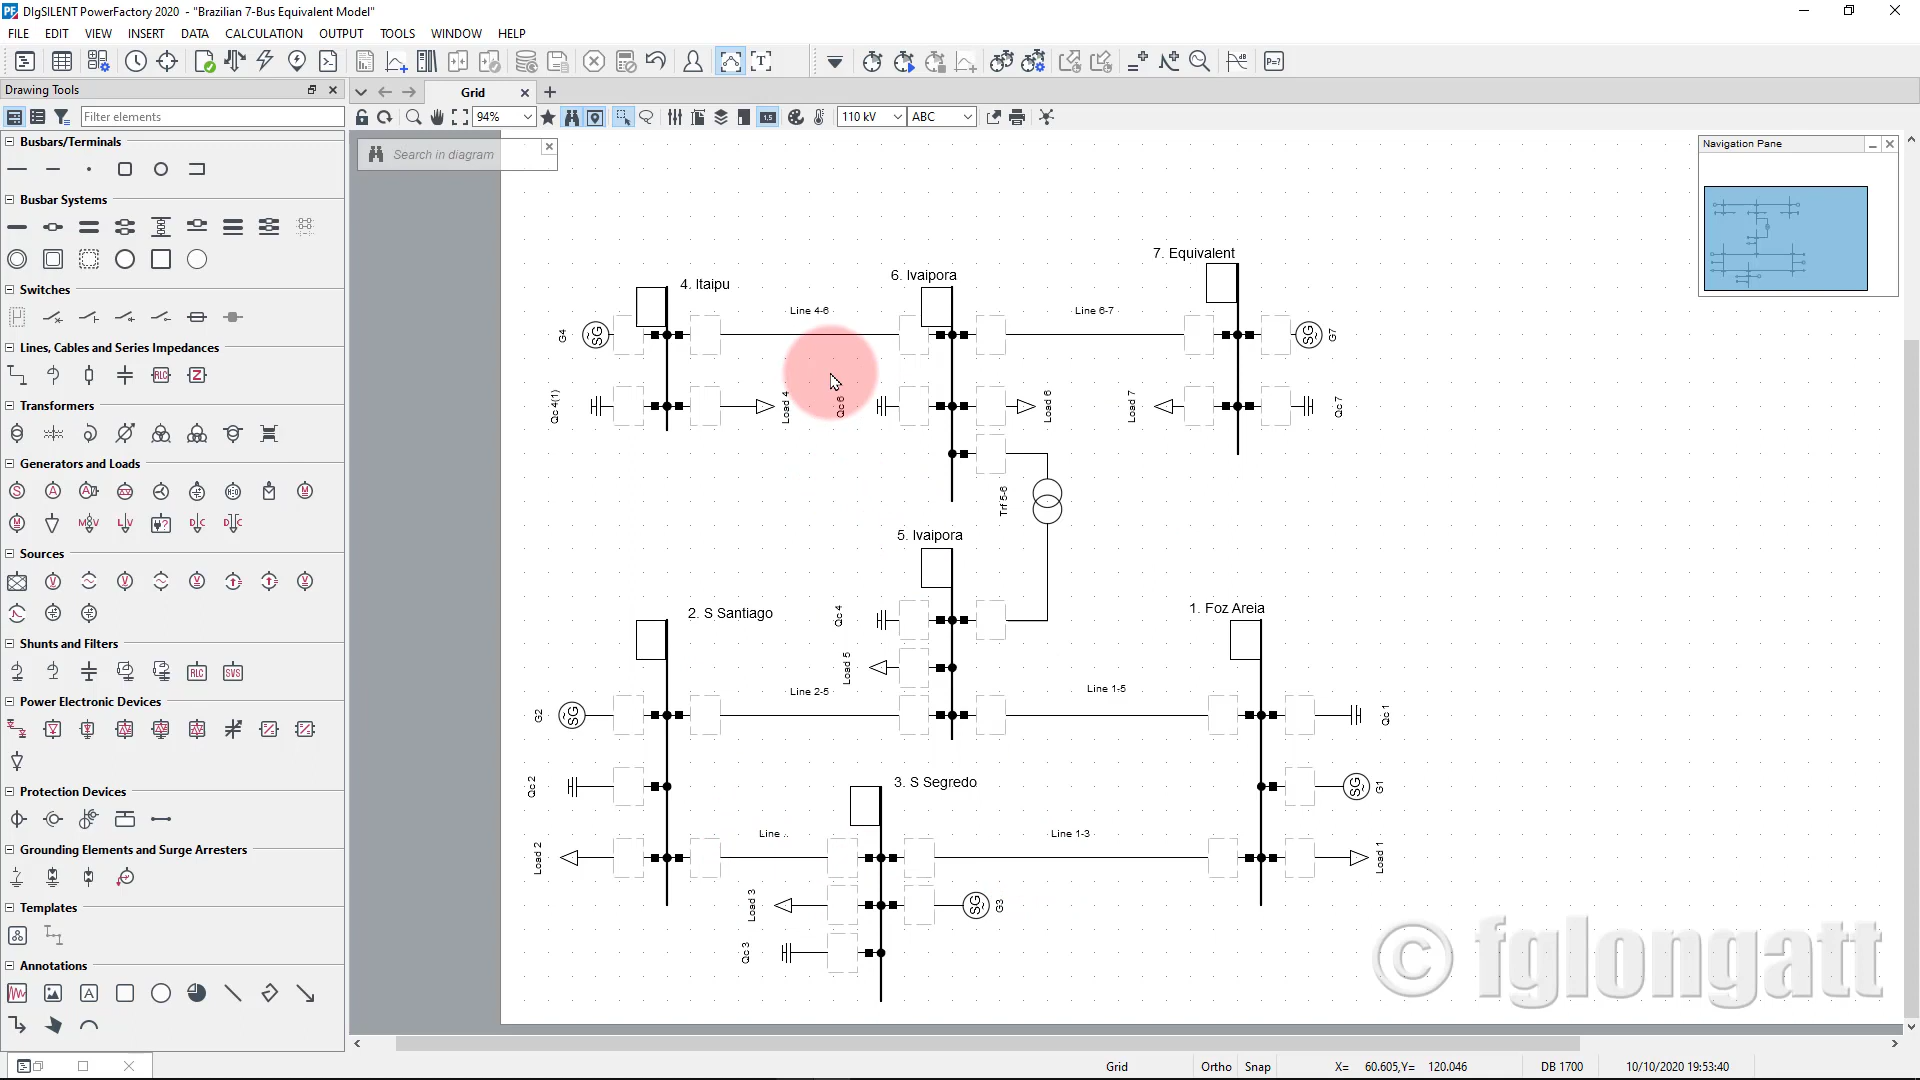 DIgSILENT PowerFactory 2020 - "Brazilian 7-Bus Equivalent Model"
FILE EDIT VIEW INSERT DATA CALCULATION OUTPUT TOOLS WINDOW HELP
Drawing Tools
Grid
Filter elements
94%
110 kV
ABC
Search in diagram
Navigation Pane
Busbars/Terminals
Busbar Systems
Switches
Lines, Cables and Series Impedances
Transformers
Generators and Loads
Sources
Shunts and Filters
Power Electronic Devices
Protection Devices
Grounding Elements and Surge Arresters
Templates
Annotations
7. Equivalent
6. Ivaipora
4. Itaipu
Line 4-6
Line 6-7
G4
SG
SG
G7
Qc 4(1)
Load 4
Qc 6
Load 6
Load 7
Qc 7
Trf 5-6
5. Ivaipora
2. S Santiago
Qc 4
1. Foz Areia
Load 5
Line 2-5
Line 1-5
G2
SG
Qc 1
Qc 2
3. S Segredo
SG
G1
Line ..
Line 1-3
Load 2
Load 1
Load 3
SG
G3
Qc 3
© fglongatt
Grid Ortho Snap X= 60.605,Y= 120.046 DB 1700 10/10/2020 19:53:40